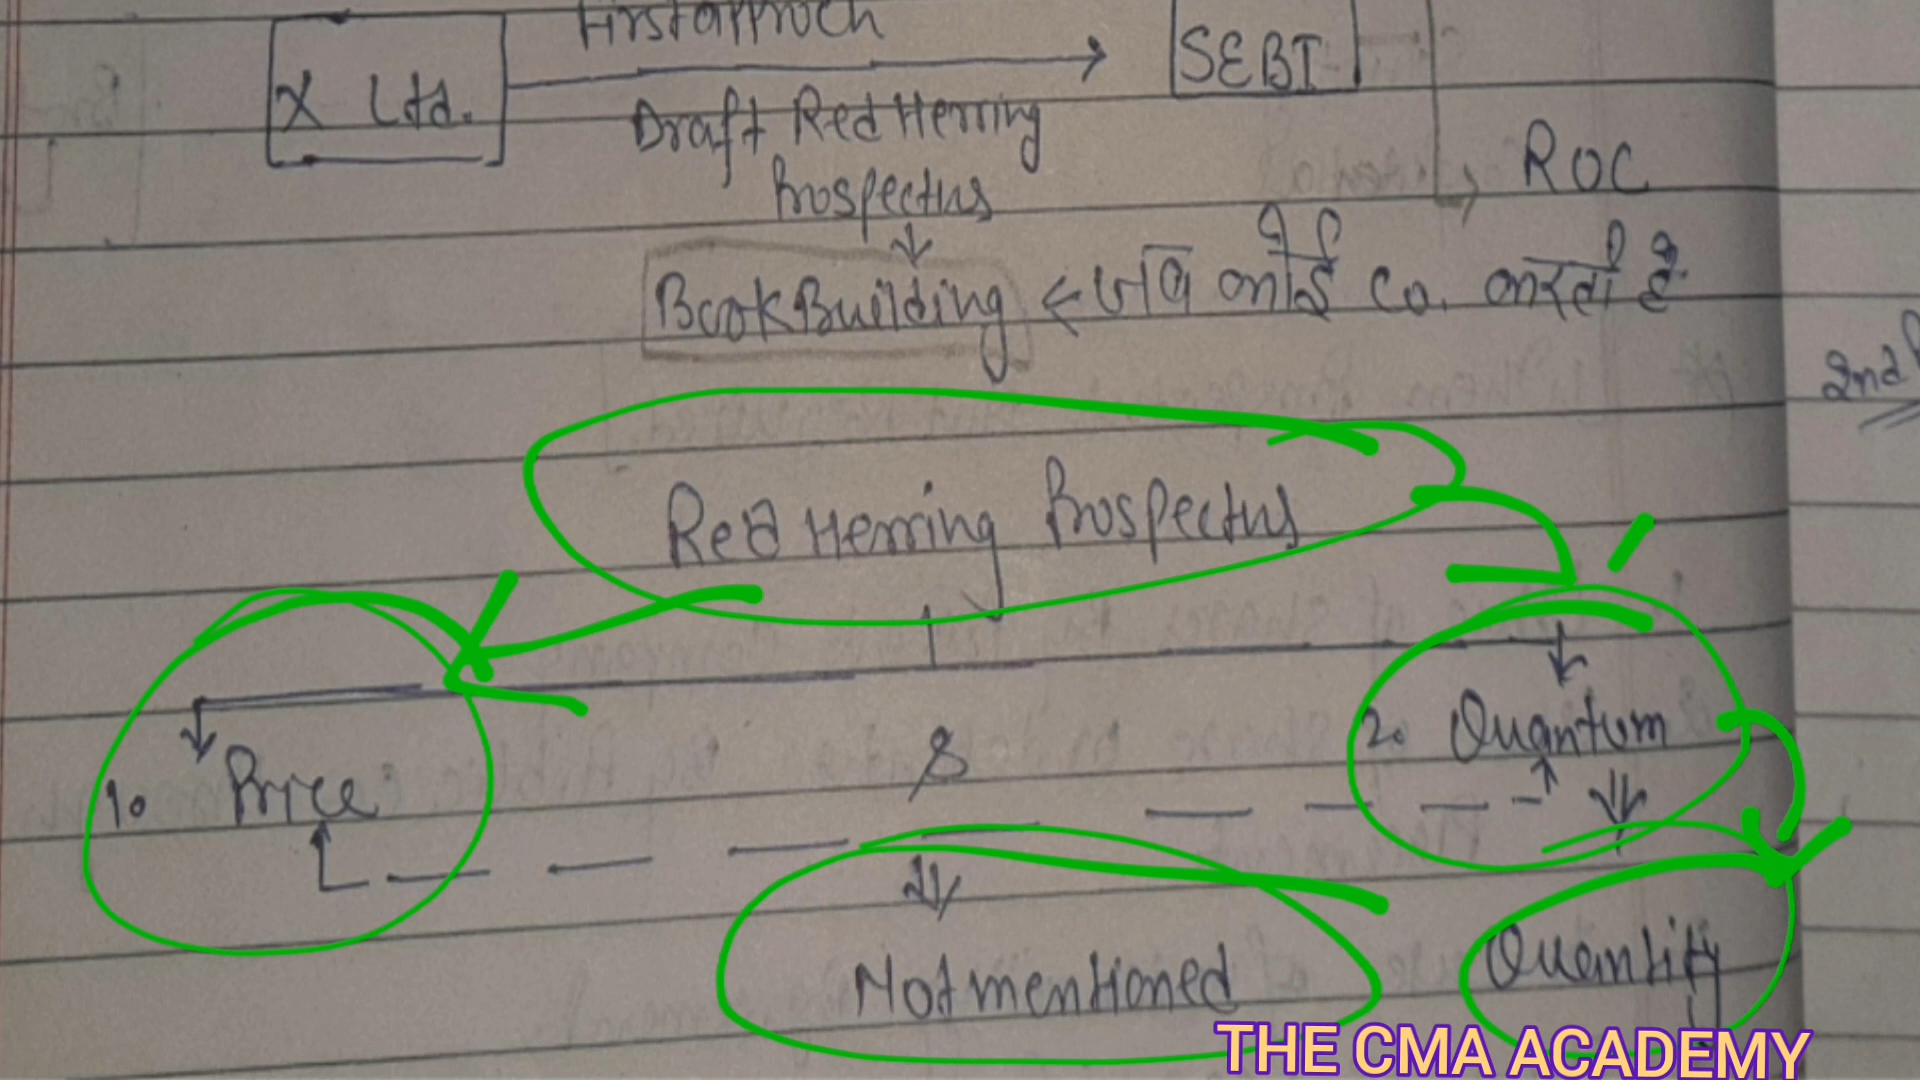 First approch
X Ltd.
SEBI
Draft Red Herring
Prospectus
ROC
Book Building ← जब कोई Co. करती है
2nd
Red Herring Prospectus
1. Price
&
2. Quantum
Not mentioned
Quantity
THE CMA ACADEMY